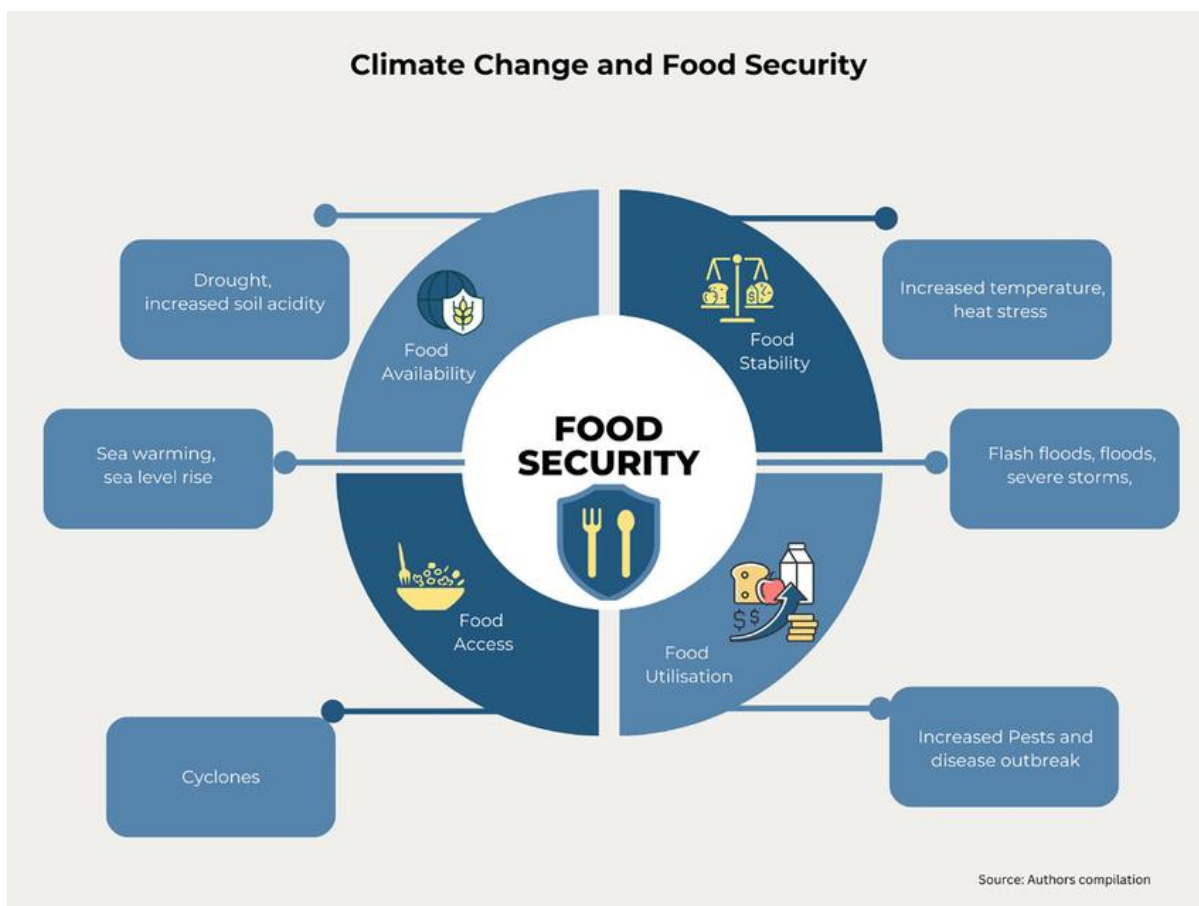 Climate Change and Food Security
Drought,
increased soil acidity
Food
Availability
Food
Stability
Increased temperature,
heat stress
Sea warming,
sea level rise
FOOD
SECURITY
Flash floods, floods,
severe storms,
Food
Access
$ $
Food
Utilisation
Cyclones
Increased Pests and
disease outbreak
Source: Authors compilation